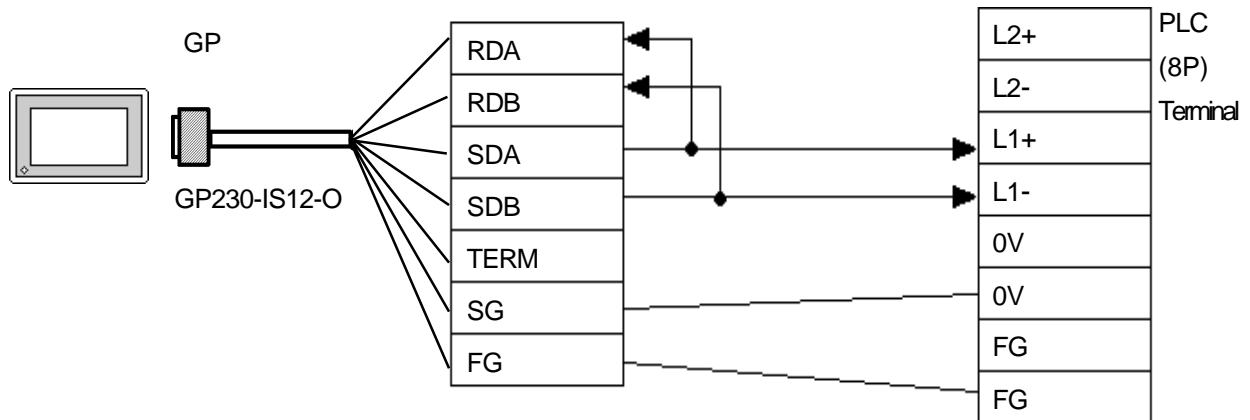 GP
GP230-IS12-O
RDA
RDB
SDA
SDB
TERM
SG
FG
L2+
L2-
L1+
L1-
0V
0V
FG
FG
PLC
(8P)
Terminal